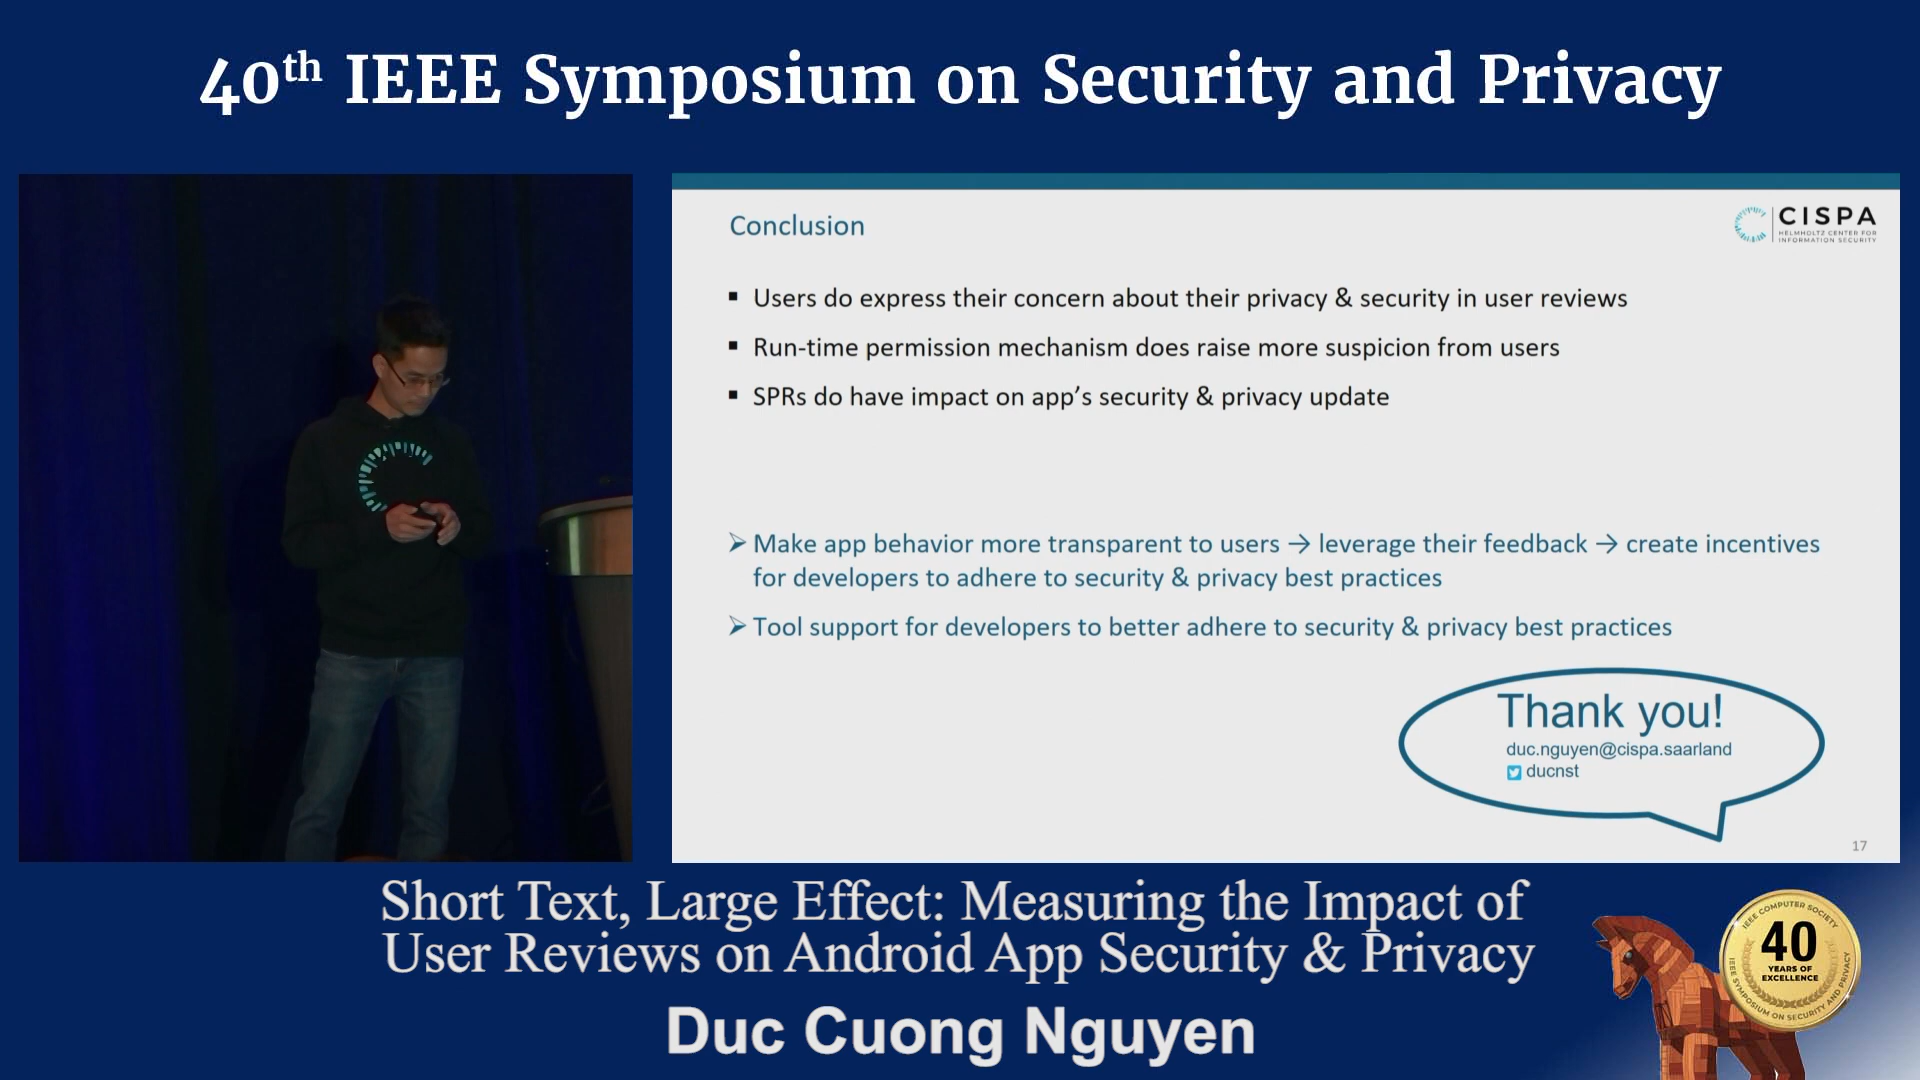 40th IEEE Symposium on Security and Privacy
Conclusion
CISPA
HELMHOLTZ CENTER FOR
INFORMATION SECURITY
▪ Users do express their concern about their privacy & security in user reviews
▪ Run-time permission mechanism does raise more suspicion from users
▪ SPRs do have impact on app’s security & privacy update
➢ Make app behavior more transparent to users → leverage their feedback → create incentives
for developers to adhere to security & privacy best practices
➢ Tool support for developers to better adhere to security & privacy best practices
Thank you!
duc.nguyen@cispa.saarland
ducnst
17
Short Text, Large Effect: Measuring the Impact of
User Reviews on Android App Security & Privacy
Duc Cuong Nguyen
IEEE COMPUTER SOCIETY
40
YEARS OF
EXCELLENCE
IEEE SYMPOSIUM ON SECURITY AND PRIVACY